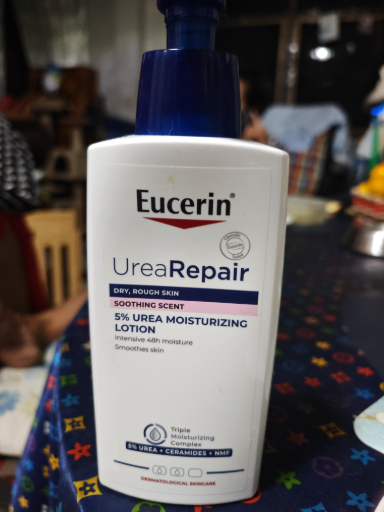 Eucerin®
UreaRepair
DRY, ROUGH SKIN
SOOTHING SCENT
5% UREA MOISTURIZING
LOTION
Intensive 48h moisture
Smoothes skin
Triple
Moisturizing
Complex
5% UREA + CERAMIDES + NMF
DERMATOLOGICAL SKINCARE